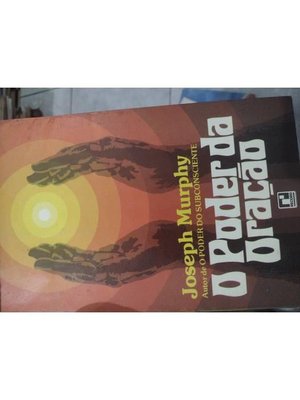 Joseph Murphy
Autor de O PODER DO SUBCONSCIENTE
O Poder da
Oração